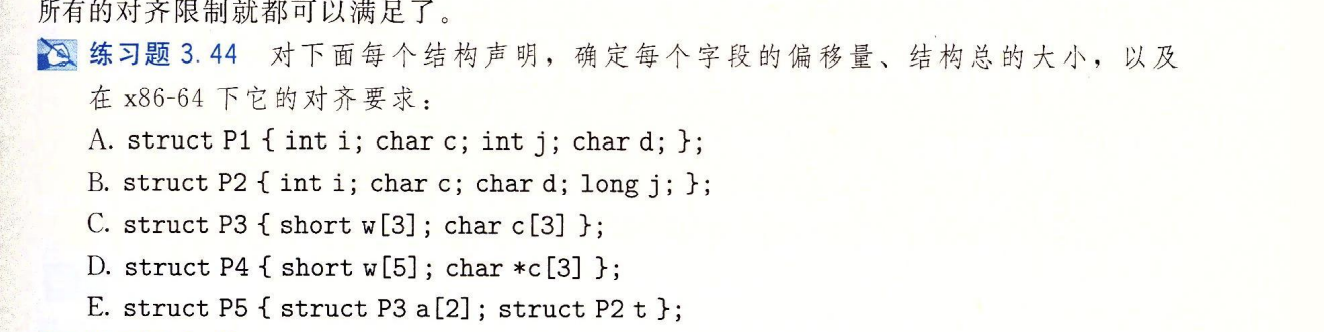 所有的对齐限制就都可以满足了。
练习题 3.44 对下面每个结构声明，确定每个字段的偏移量、结构总的大小，以及
在 x86-64 下它的对齐要求：
A. struct P1 { int i; char c; int j; char d; };
B. struct P2 { int i; char c; char d; long j; };
C. struct P3 { short w[3]; char c[3] };
D. struct P4 { short w[5]; char *c[3] };
E. struct P5 { struct P3 a[2]; struct P2 t };